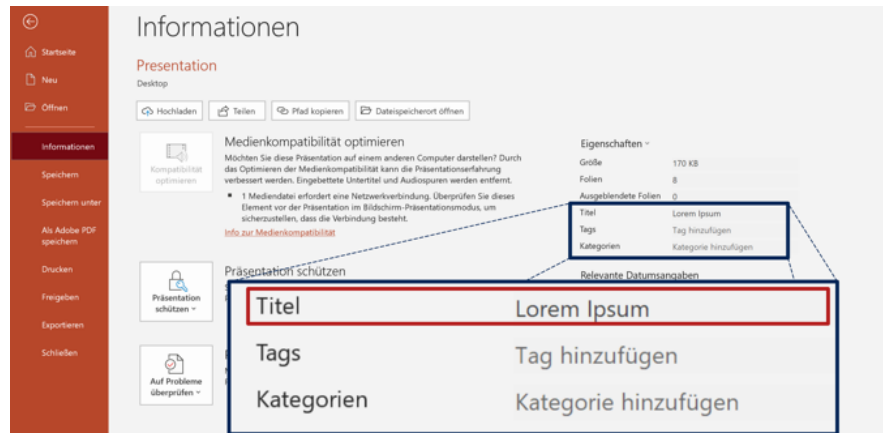 Informationen
Startseite
Neu
Öffnen
Informationen
Speichern
Speichern unter
Als Adobe PDF
speichern
Drucken
Freigeben
Exportieren
Schließen
Presentation
Desktop
Hochladen
Teilen
Pfad kopieren
Dateispeicherort öffnen
Kompatibilität
optimieren
Medienkompatibilität optimieren
Möchten Sie diese Präsentation auf einem anderen Computer darstellen? Durch
das Optimieren der Medienkompatibilität kann die Präsentationserfahrung
verbessert werden. Eingebettete Untertitel und Audiospuren werden entfernt.
1 Mediendatei erfordert eine Netzwerkverbindung. Überprüfen Sie dieses
Element vor der Präsentation im Bildschirm-Präsentationsmodus, um
sicherzustellen, dass die Verbindung besteht.
Info zur Medienkompatibilität
Eigenschaften
Größe 170 KB
Folien 8
Ausgeblendete Folien 0
Titel Lorem Ipsum
Tags Tag hinzufügen
Kategorien Kategorie hinzufügen
Relevante Datumsangaben
Präsentation
schützen
Präsentation schützen
Auf Probleme
überprüfen
Titel Lorem Ipsum
Tags Tag hinzufügen
Kategorien Kategorie hinzufügen